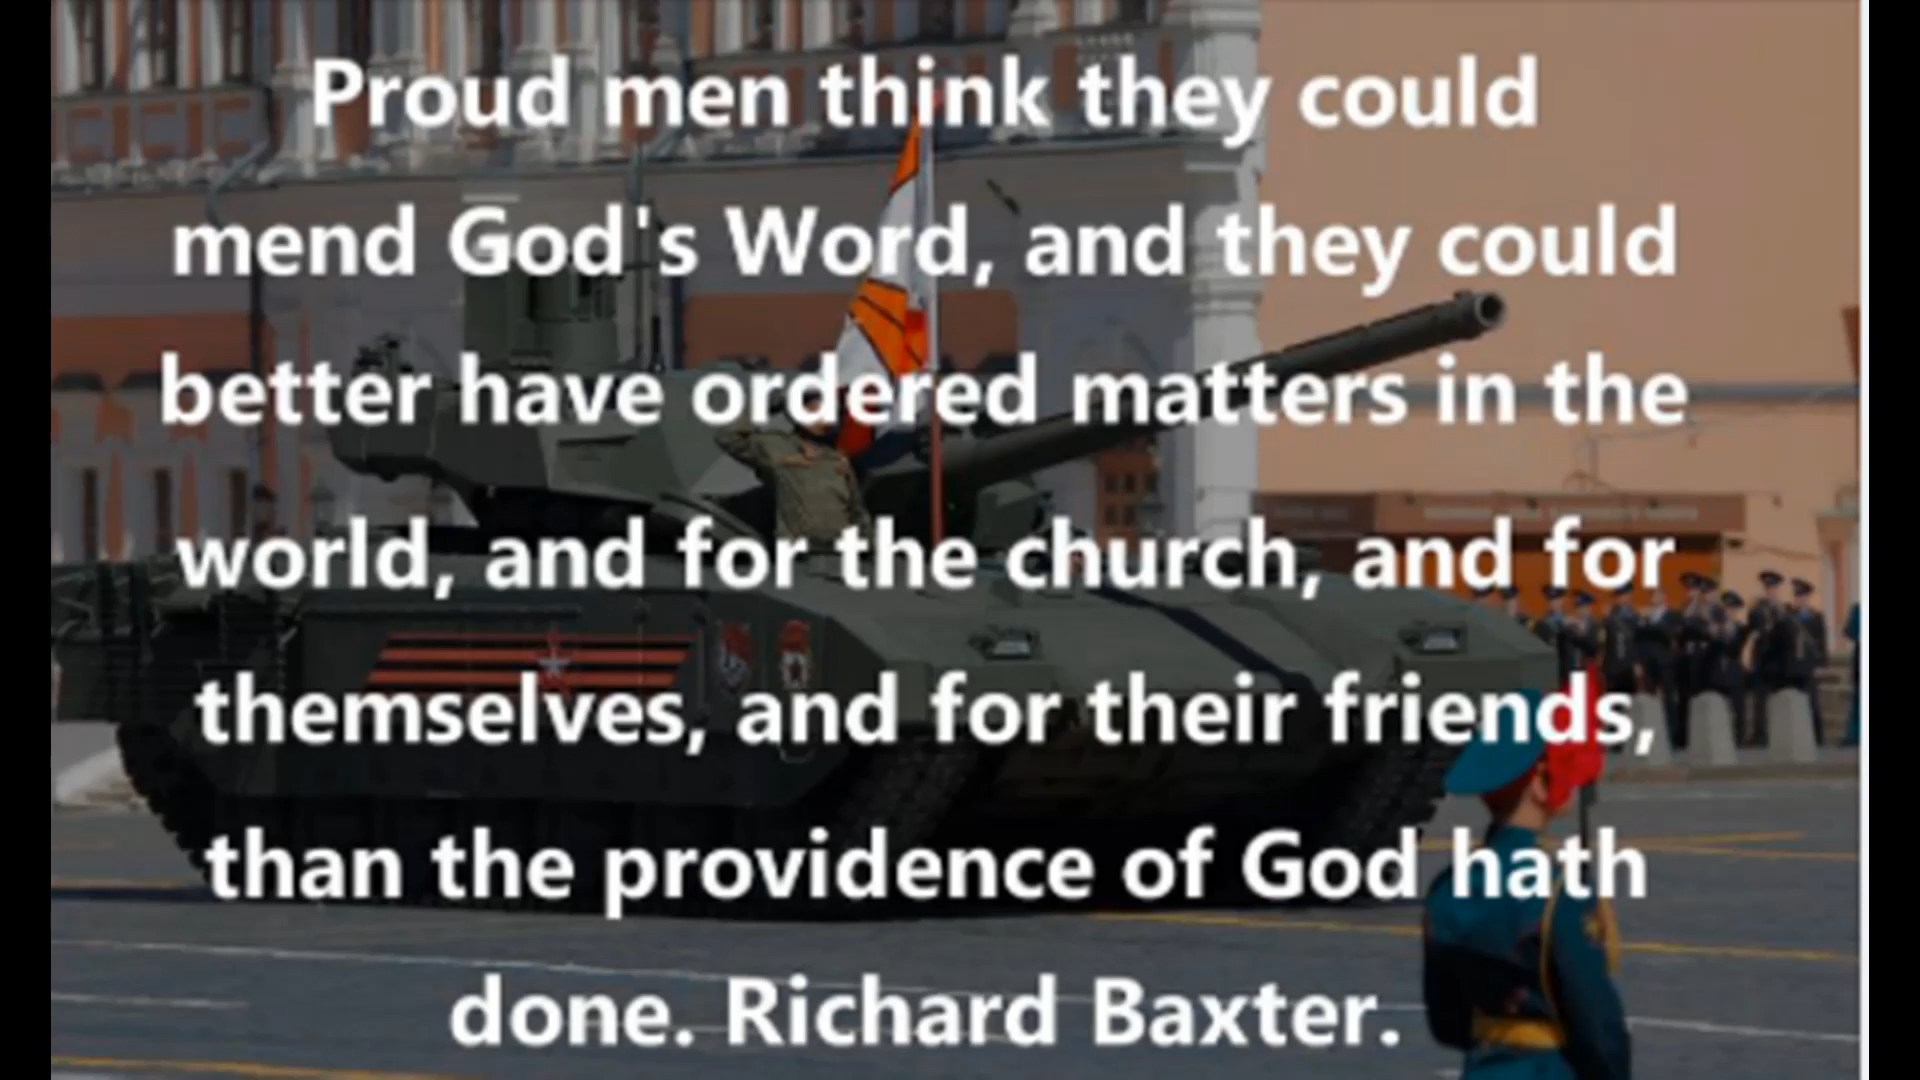 Proud men think they could
mend God's Word, and they could
better have ordered matters in the
world, and for the church, and for
themselves, and for their friends,
than the providence of God hath
done. Richard Baxter.